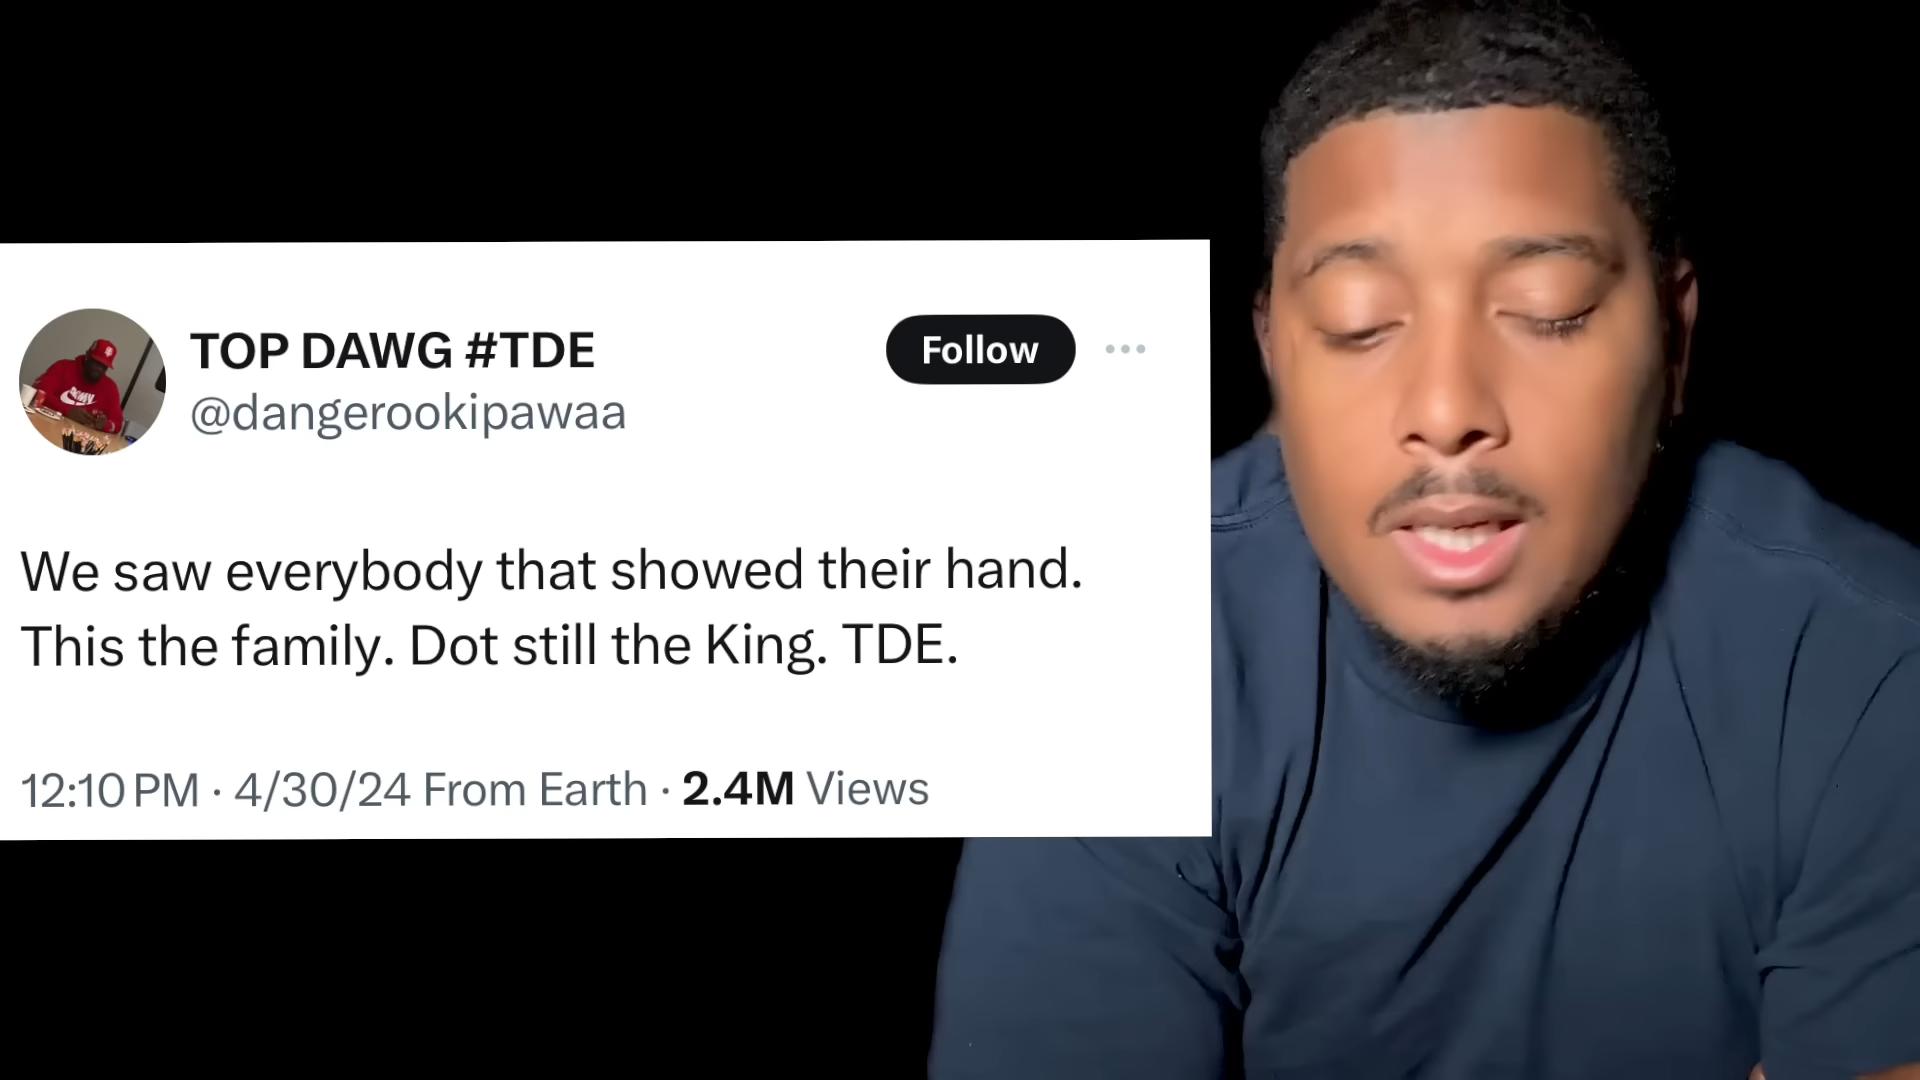 TOP DAWG #TDE
Follow
@dangerookipawaa
We saw everybody that showed their hand.
This the family. Dot still the King. TDE.
12:10 PM · 4/30/24 From Earth · 2.4M Views